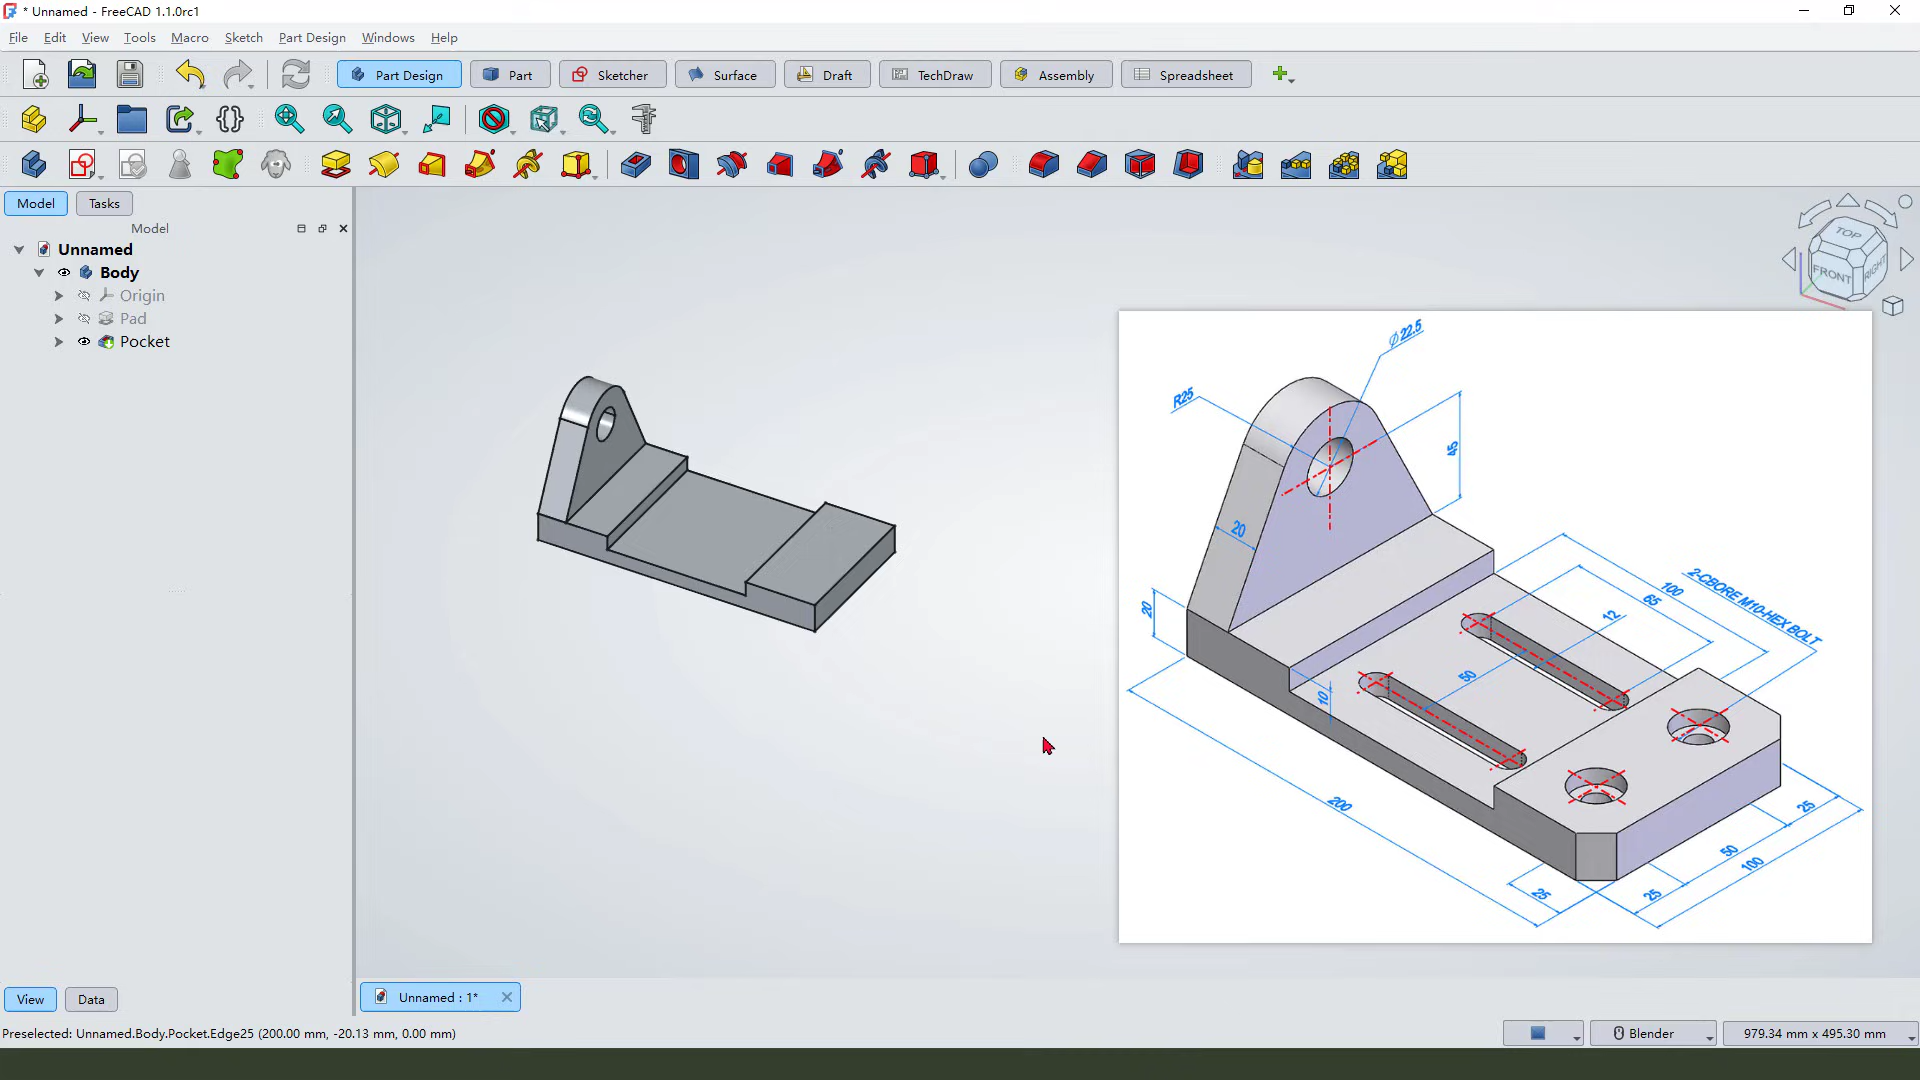 * Unnamed - FreeCAD 1.1.0rc1
File Edit View Tools Macro Sketch Part Design Windows Help
Part Design Part Sketcher Surface Draft TechDraw Assembly Spreadsheet
Model Tasks
Model
Unnamed
Body
Origin
Pad
Pocket
TOP
FRONT
RIGHT
Ø22.5
R25
45
20
20
100
65
12
2-CBORE M10-HEX BOLT
50
10
200
25
50
100
25
25
View Data
Unnamed : 1*
Preselected: Unnamed.Body.Pocket.Edge25 (200.00 mm, -20.13 mm, 0.00 mm)
Blender
979.34 mm x 495.30 mm